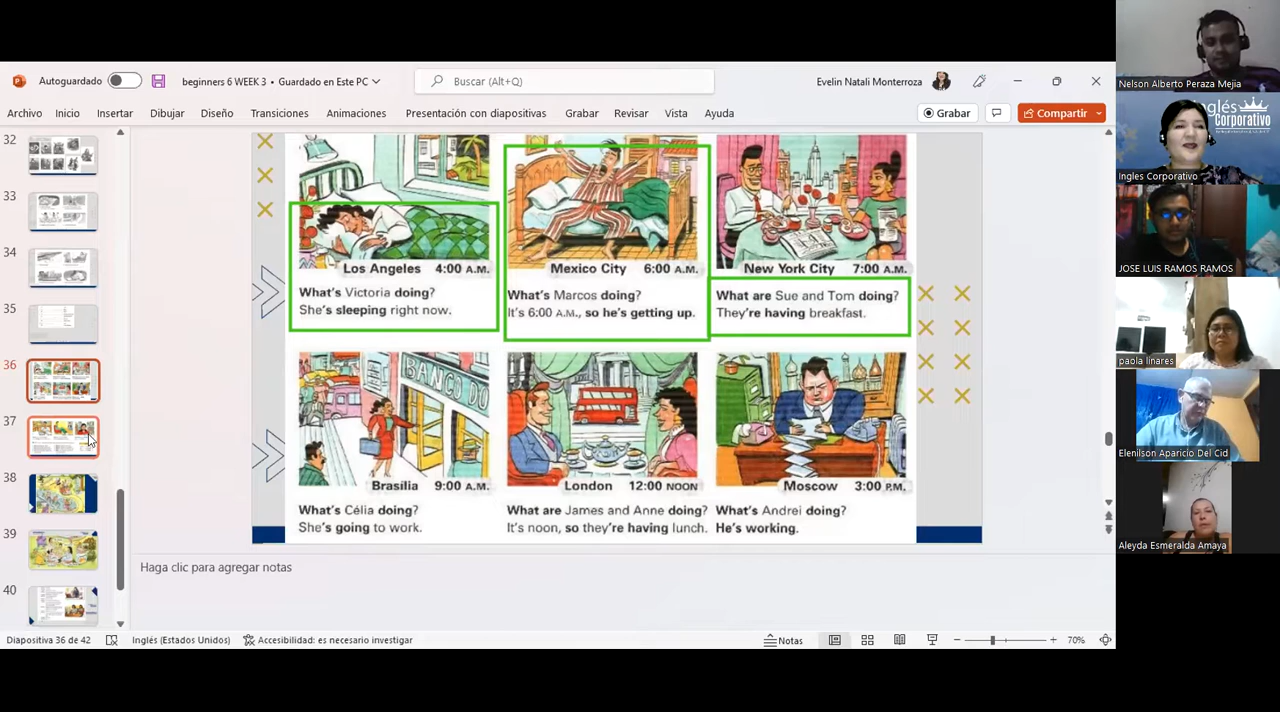 Autoguardado
beginners 6 WEEK 3 • Guardado en Este PC
Buscar (Alt+Q)
Evelin Natali Monterroza
Archivo Inicio Insertar Dibujar Diseño Transiciones Animaciones Presentación con diapositivas Grabar Revisar Vista Ayuda
Grabar
Compartir
32
33
34
35
36
37
38
39
40
Los Angeles 4:00 A.M.
What's Victoria doing?
She's sleeping right now.
Mexico City 6:00 A.M.
What's Marcos doing?
It's 6:00 A.M., so he's getting up.
New York City 7:00 A.M.
What are Sue and Tom doing?
They're having breakfast.
BANCO DO
Brasília 9:00 A.M.
What's Célia doing?
She's going to work.
London 12:00 NOON
What are James and Anne doing?
It's noon, so they're having lunch.
Moscow 3:00 P.M.
What's Andrei doing?
He's working.
Haga clic para agregar notas
Diapositiva 36 de 42
Inglés (Estados Unidos)
Accesibilidad: es necesario investigar
Notas
70%
Nelson Alberto Peraza Mejia
Inglés
Corporativo
Ingles Corporativo
JOSE LUIS RAMOS RAMOS
paola linares
Elenilson Aparicio Del Cid
Aleyda Esmeralda Amaya